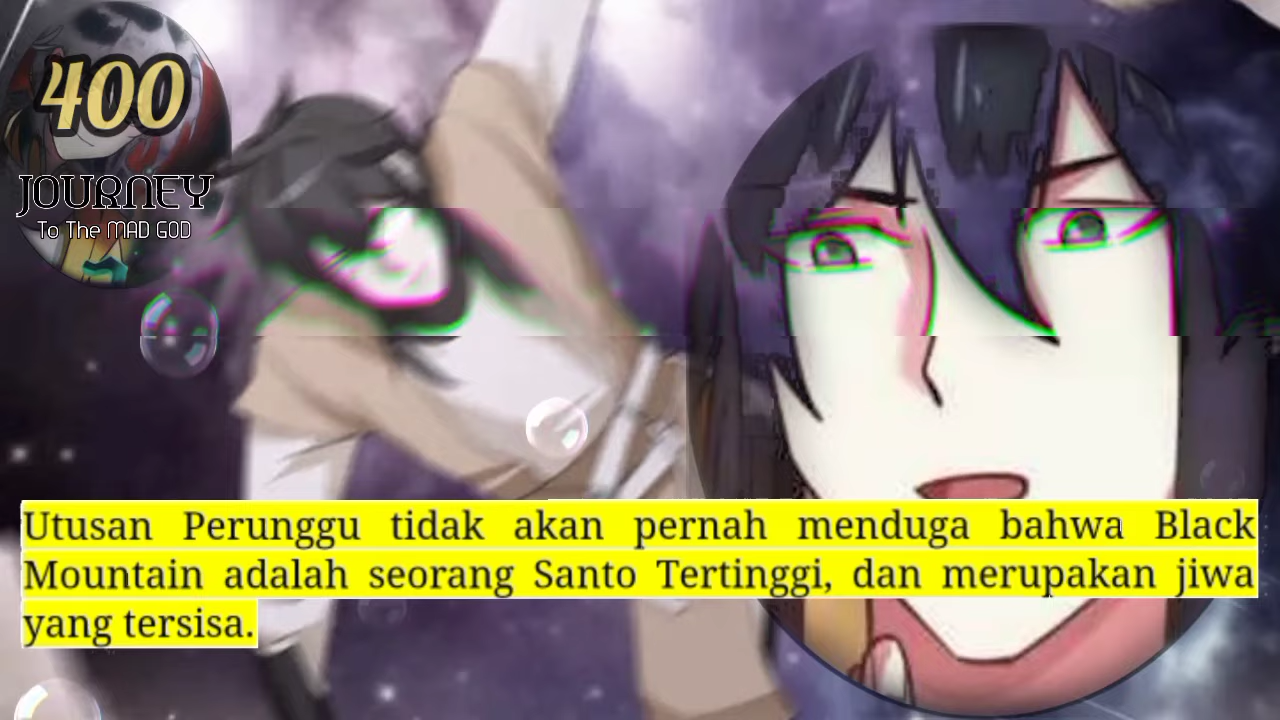 400
JOURNEY
To The MAD GOD
Utusan Perunggu tidak akan pernah menduga bahwa Black
Mountain adalah seorang Santo Tertinggi, dan merupakan jiwa
yang tersisa.